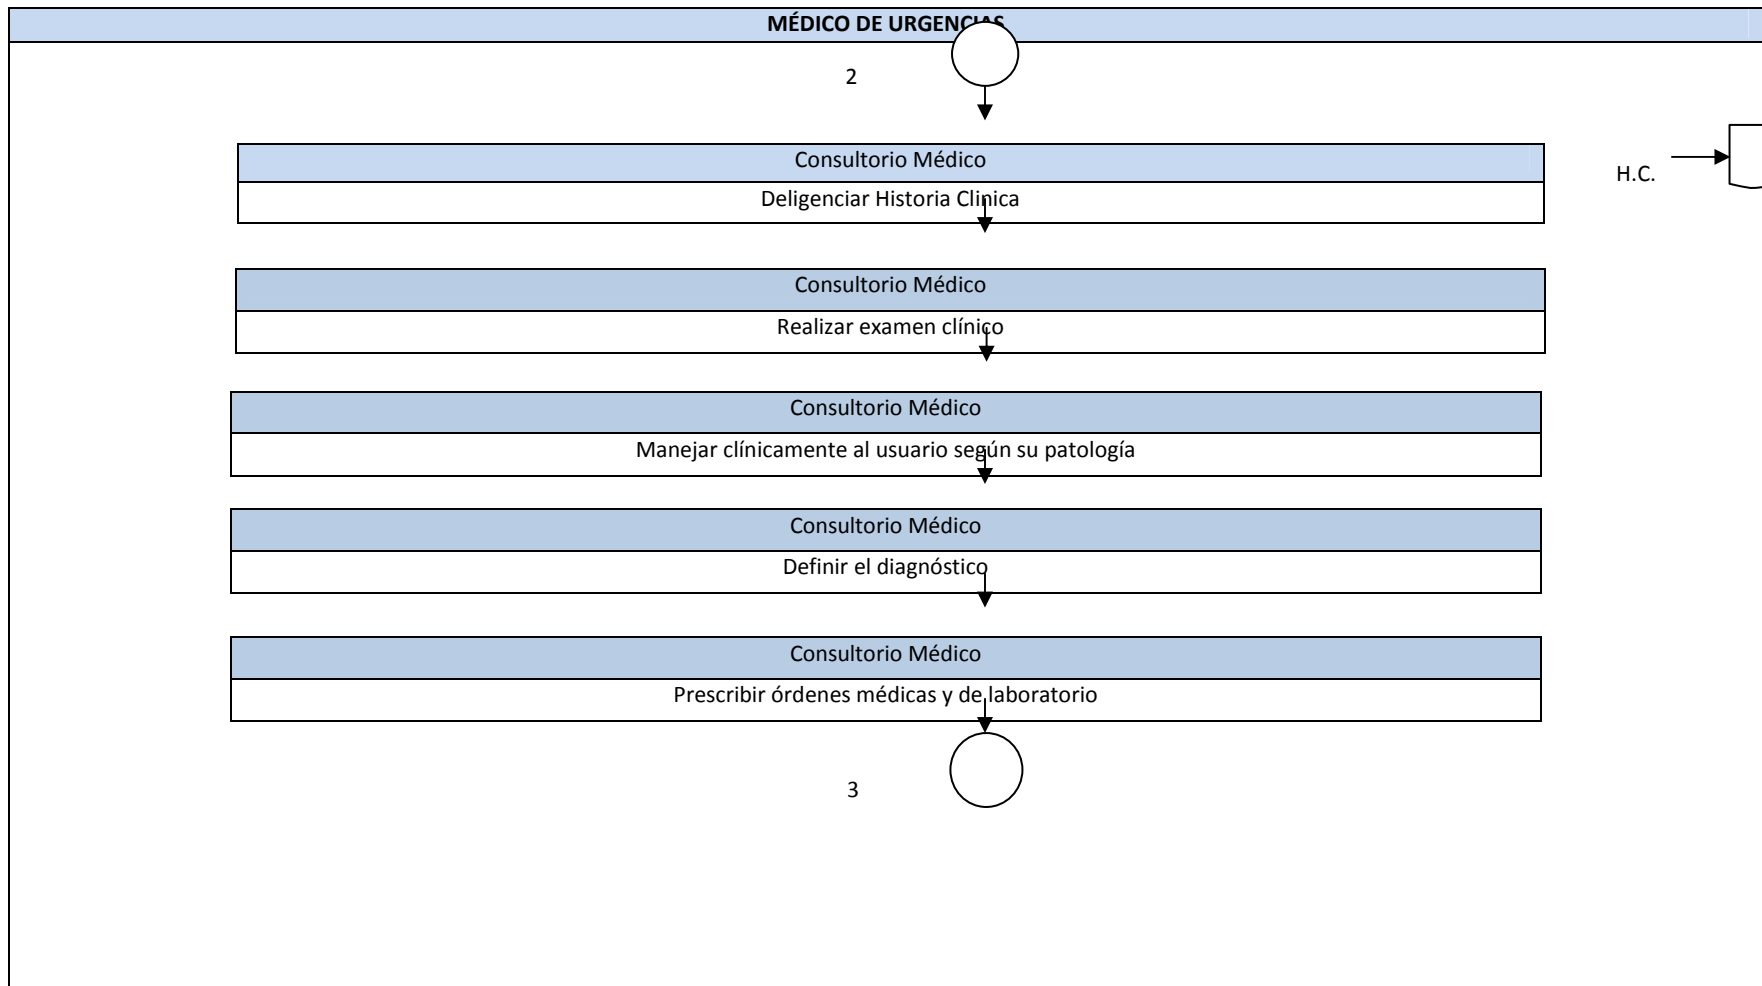 MÉDICO DE URGENCIAS
2
Consultorio Médico
Deligenciar Historia Clinica
H.C.
Consultorio Médico
Realizar examen clínico
Consultorio Médico
Manejar clínicamente al usuario según su patología
Consultorio Médico
Definir el diagnóstico
Consultorio Médico
Prescribir órdenes médicas y de laboratorio
3